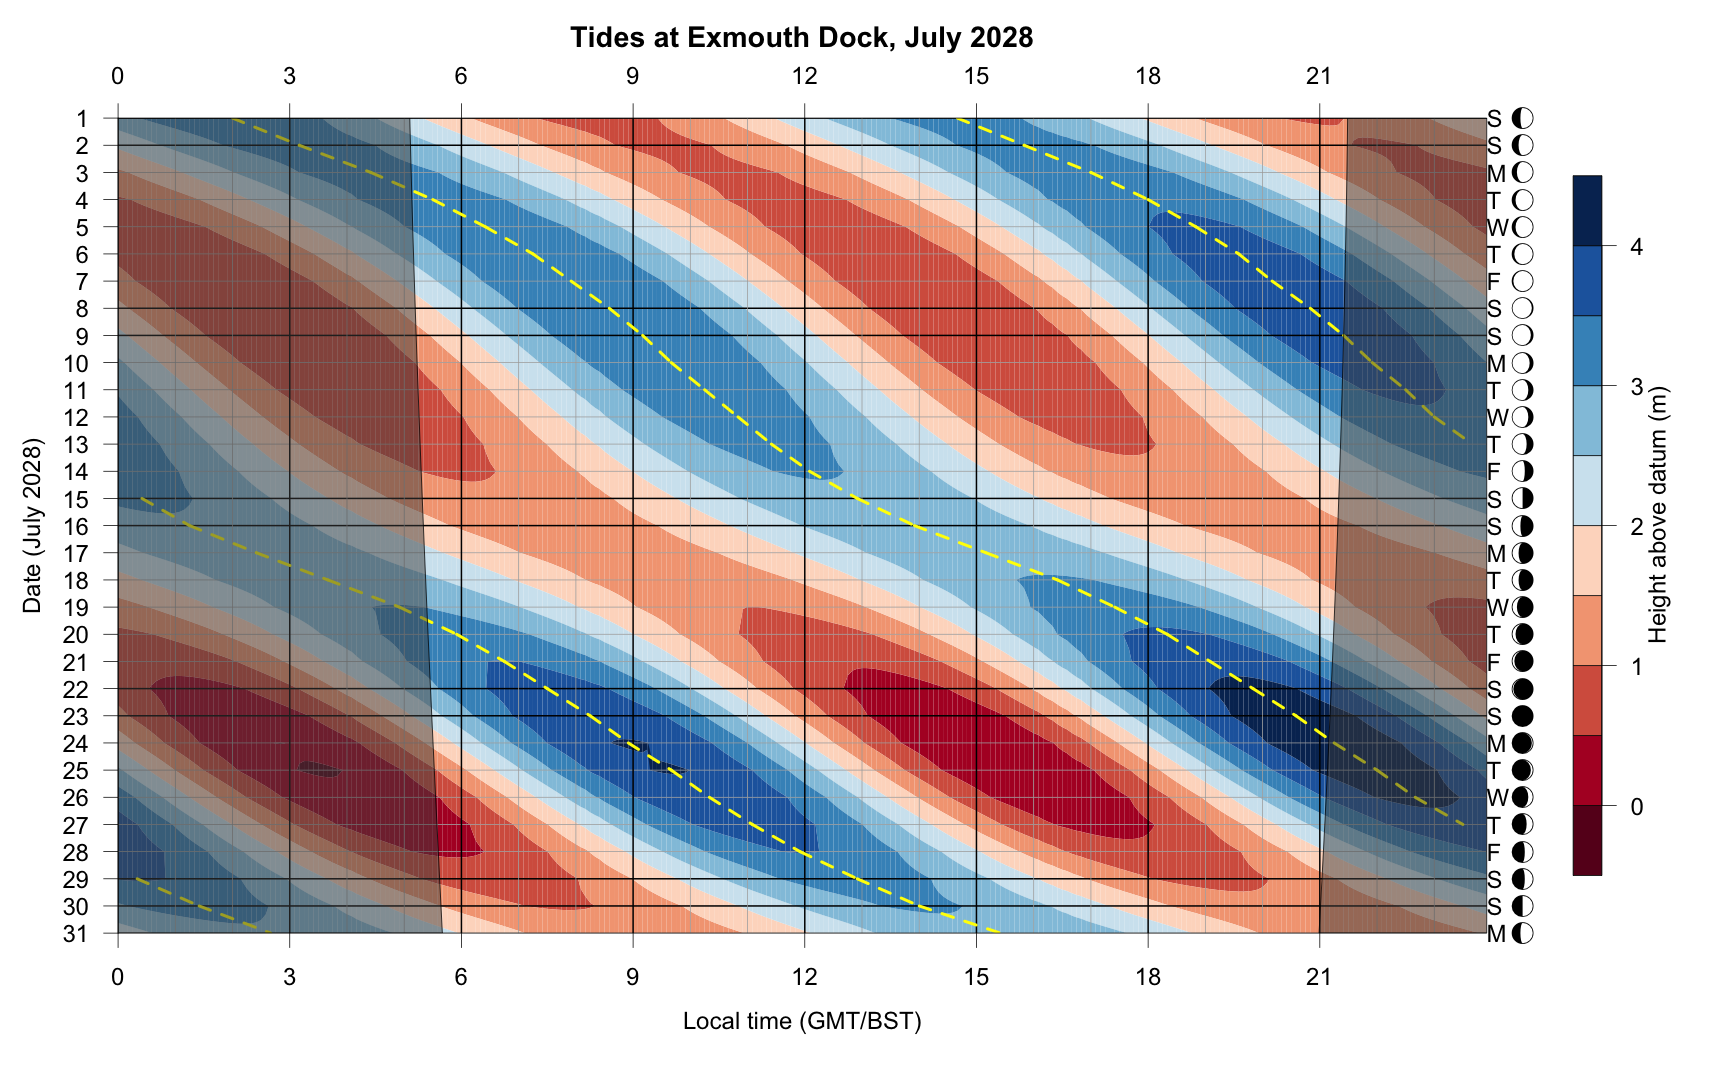 Tides at Exmouth Dock, July 2028
0 3 6 9 12 15 18 21
1 S
2 S
3 M
4 T
5 W
6 T
7 F
8 S
9 S
10 M
11 T
12 W
13 T
14 F
15 S
16 S
17 M
18 T
19 W
20 T
21 F
22 S
23 S
24 M
25 T
26 W
27 T
28 F
29 S
30 S
31 M
0 3 6 9 12 15 18 21
Local time (GMT/BST)
Date (July 2028)
4
3
2
1
0
Height above datum (m)